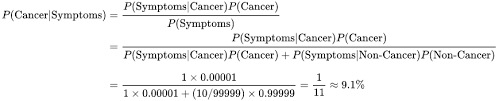 P(Cancer|Symptoms) = P(Symptoms|Cancer)P(Cancer) / P(Symptoms)
= P(Symptoms|Cancer)P(Cancer) / P(Symptoms|Cancer)P(Cancer) + P(Symptoms|Non-Cancer)P(Non-Cancer)
= 1 × 0.00001 / 1 × 0.00001 + (10/99999) × 0.99999 = 1/11 ≈ 9.1%